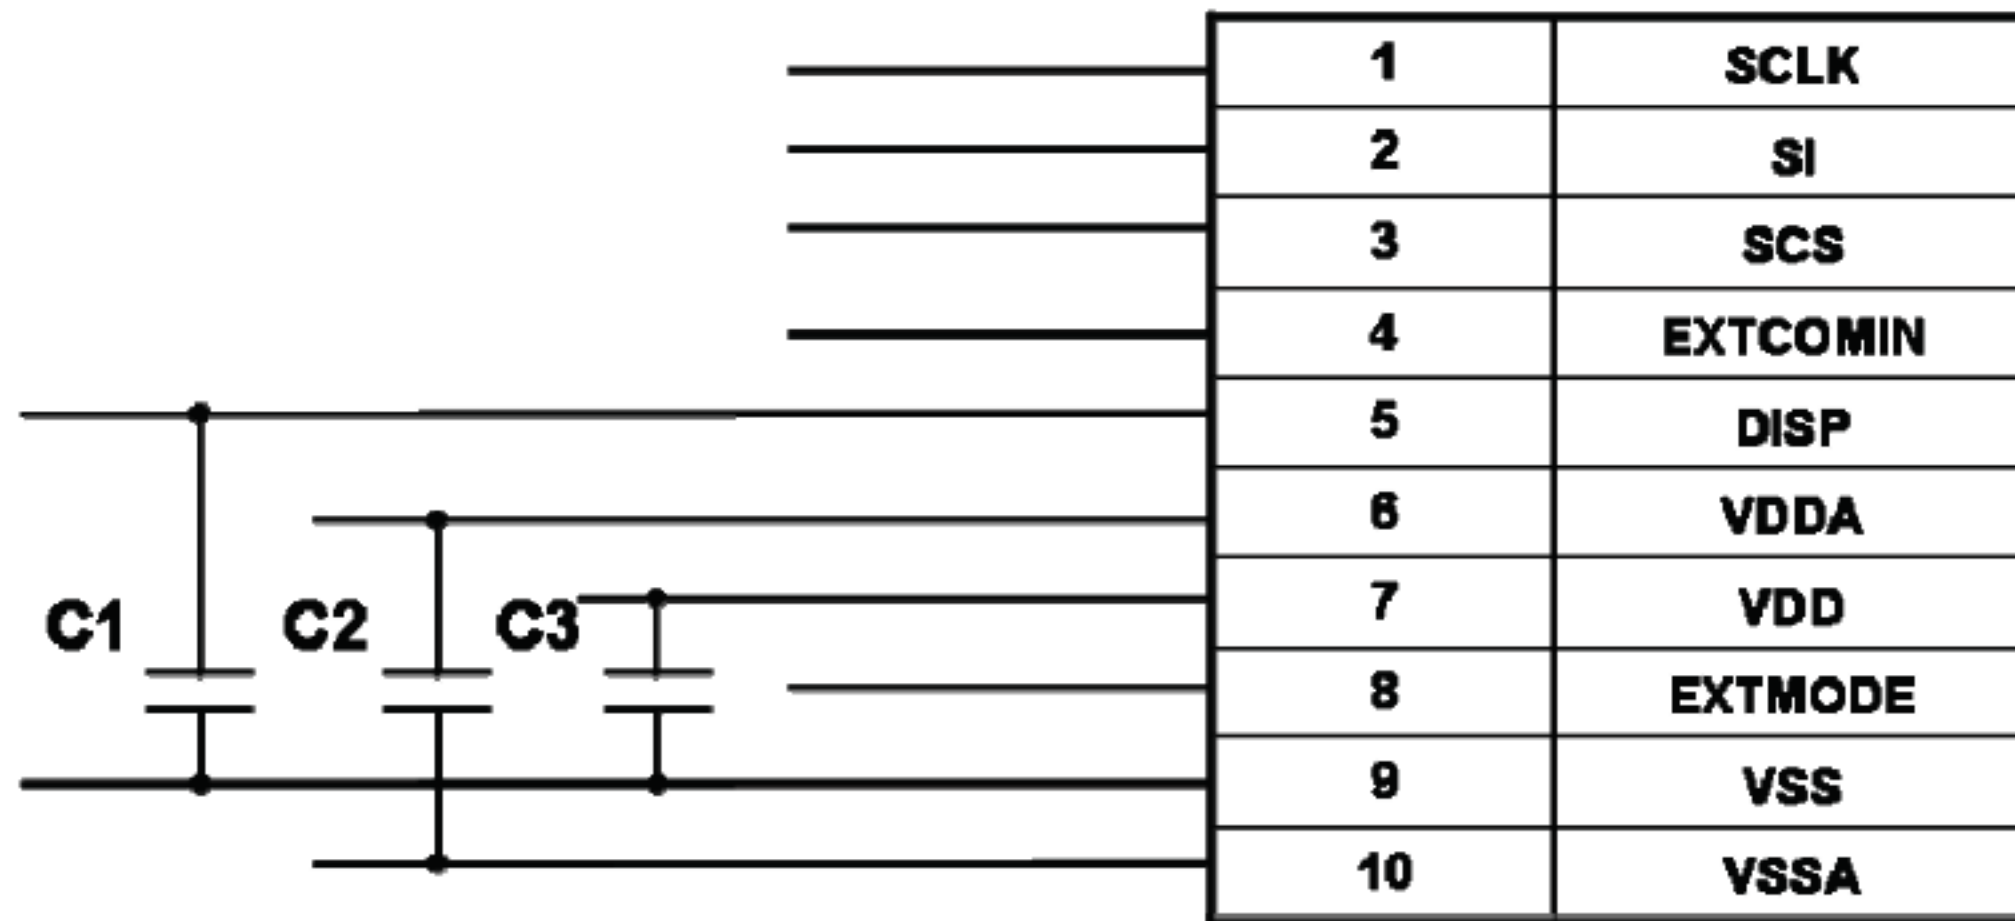 1 SCLK
2 SI
3 SCS
4 EXTCOMIN
5 DISP
6 VDDA
7 VDD
8 EXTMODE
9 VSS
10 VSSA
C1 C2 C3